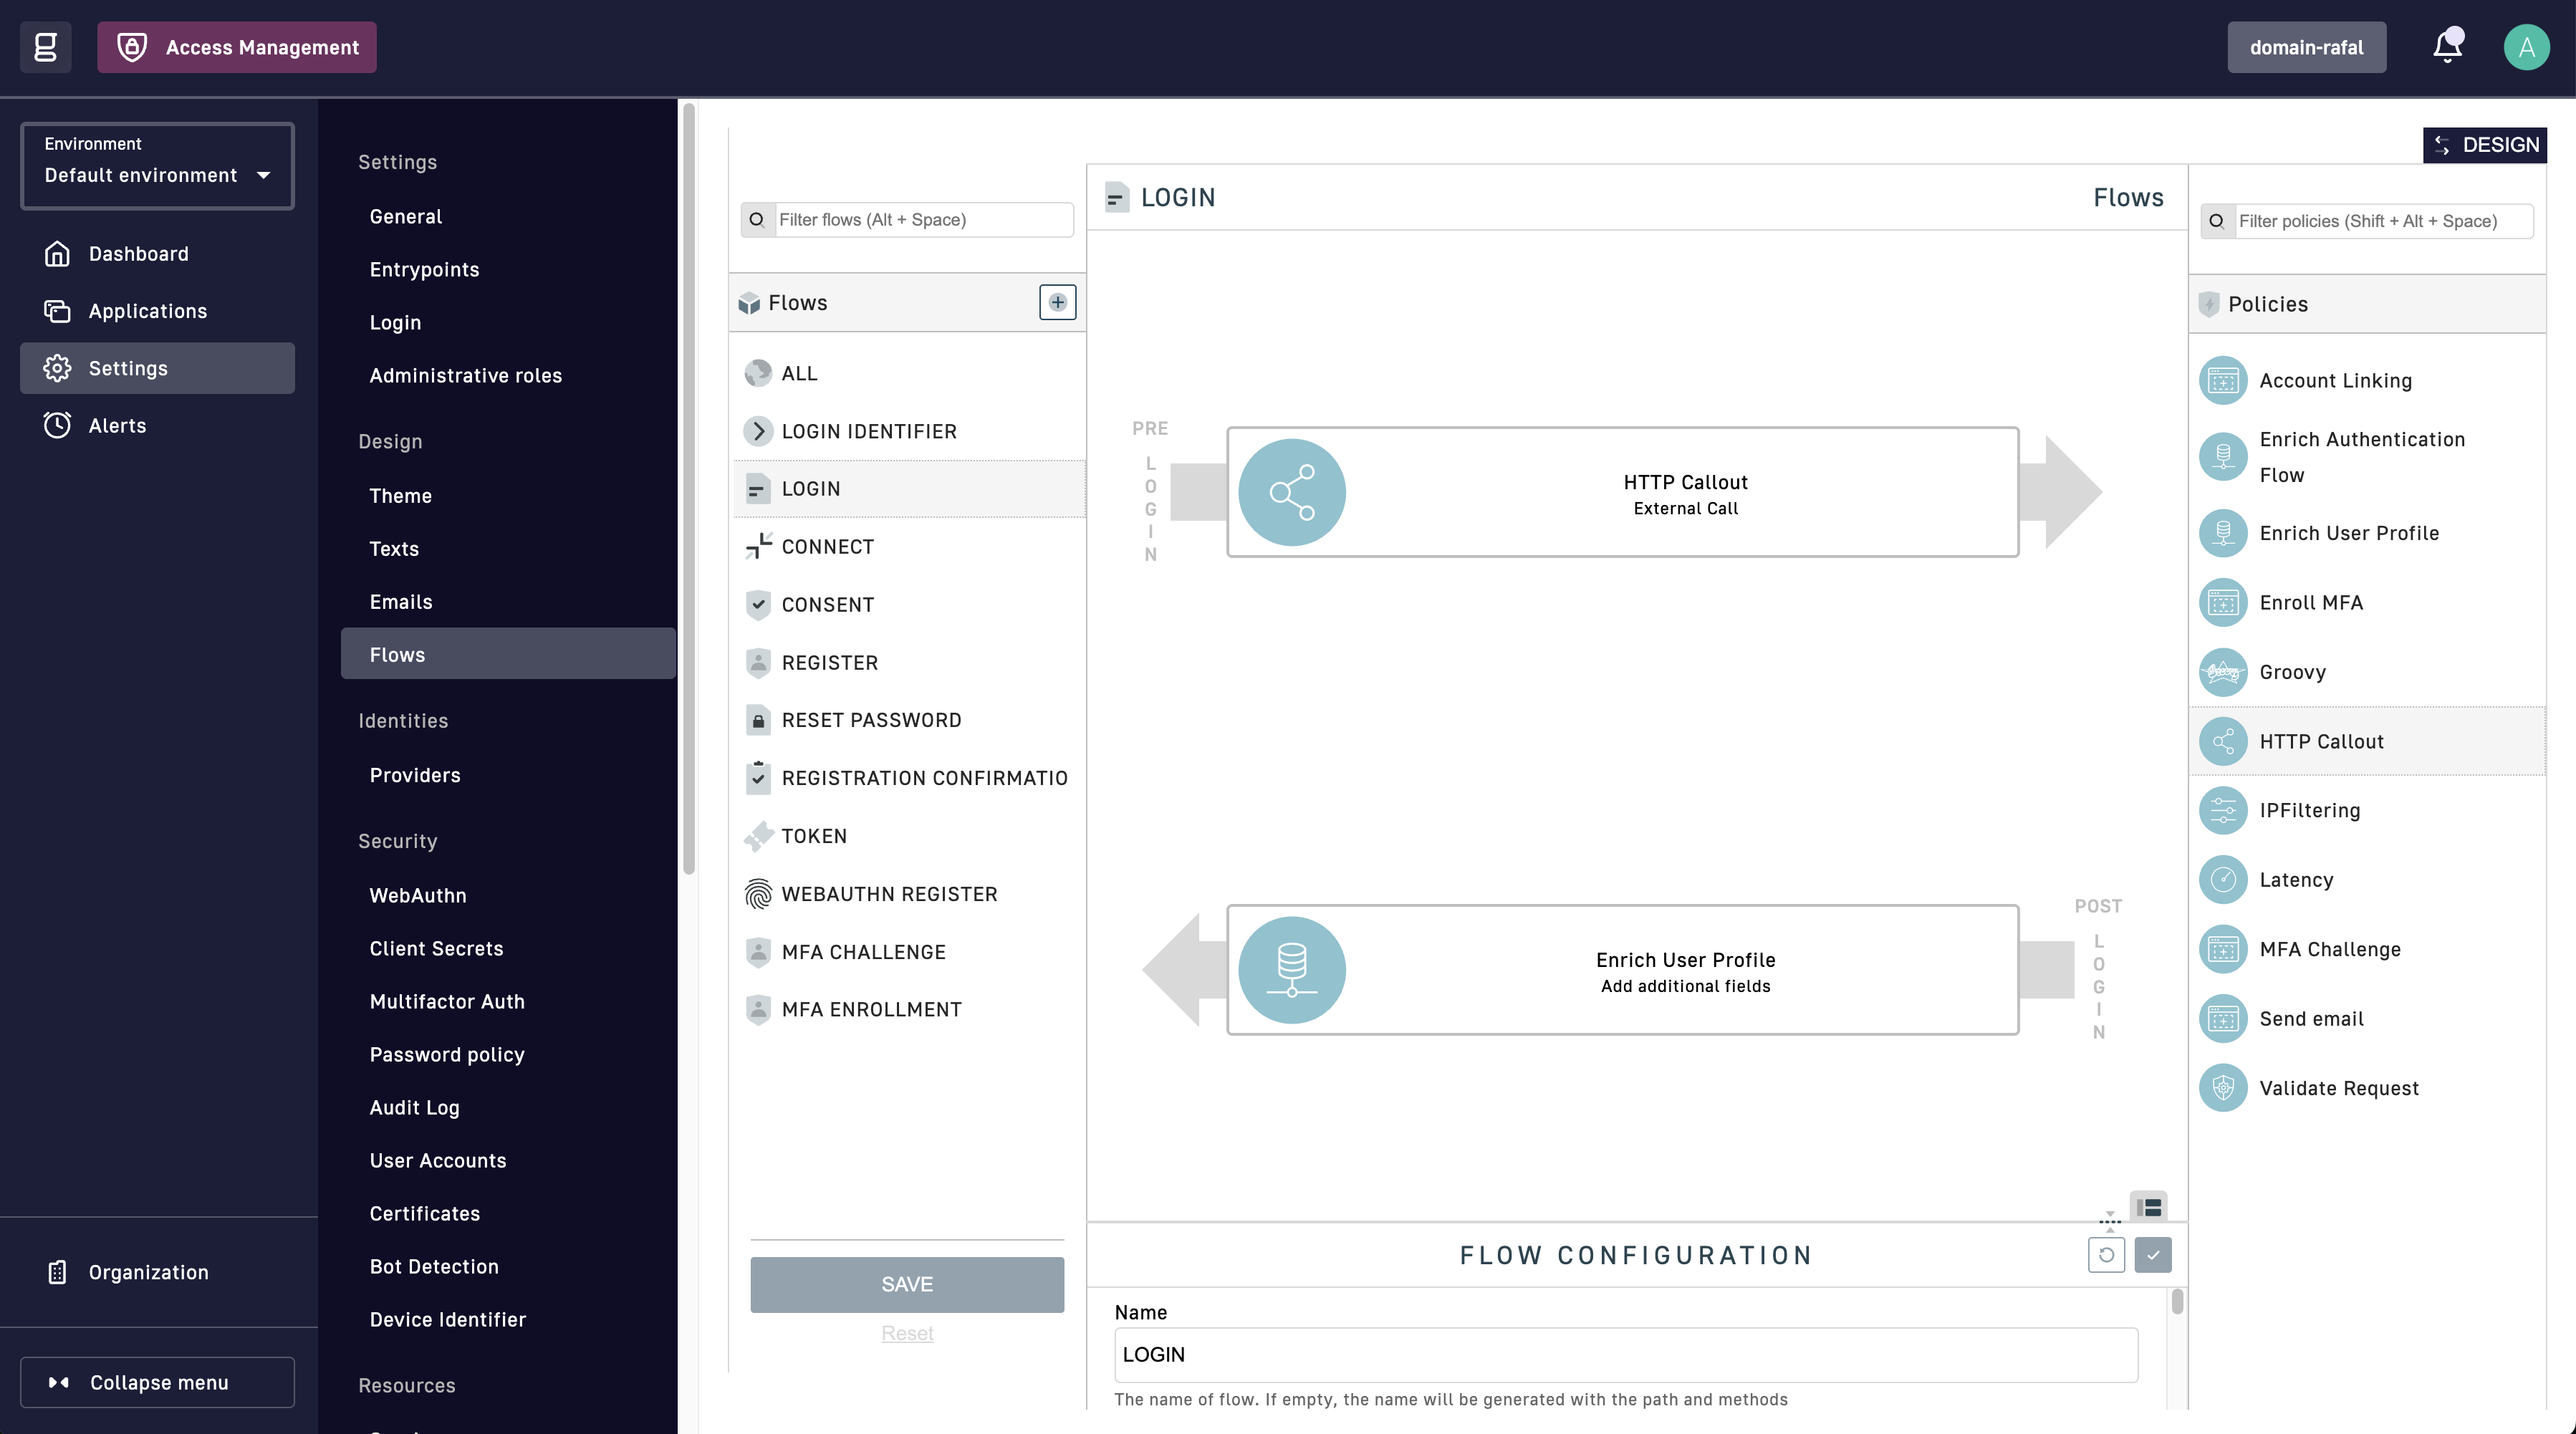 g
Access Management
domain-rafal
A
Environment
Default environment
Dashboard
Applications
Settings
Alerts
Organization
Collapse menu
Settings
General
Entrypoints
Login
Administrative roles
Design
Theme
Texts
Emails
Flows
Identities
Providers
Security
WebAuthn
Client Secrets
Multifactor Auth
Password policy
Audit Log
User Accounts
Certificates
Bot Detection
Device Identifier
Resources
Filter flows (Alt + Space)
Flows
ALL
LOGIN IDENTIFIER
LOGIN
CONNECT
CONSENT
REGISTER
RESET PASSWORD
REGISTRATION CONFIRMATIO
TOKEN
WEBAUTHN REGISTER
MFA CHALLENGE
MFA ENROLLMENT
SAVE
Reset
DESIGN
LOGIN
Flows
PRE
LOGIN
HTTP Callout
External Call
POST
LOGIN
Enrich User Profile
Add additional fields
FLOW CONFIGURATION
Name
LOGIN
The name of flow. If empty, the name will be generated with the path and methods
Filter policies (Shift + Alt + Space)
Policies
Account Linking
Enrich Authentication
Flow
Enrich User Profile
Enroll MFA
Groovy
HTTP Callout
IPFiltering
Latency
MFA Challenge
Send email
Validate Request